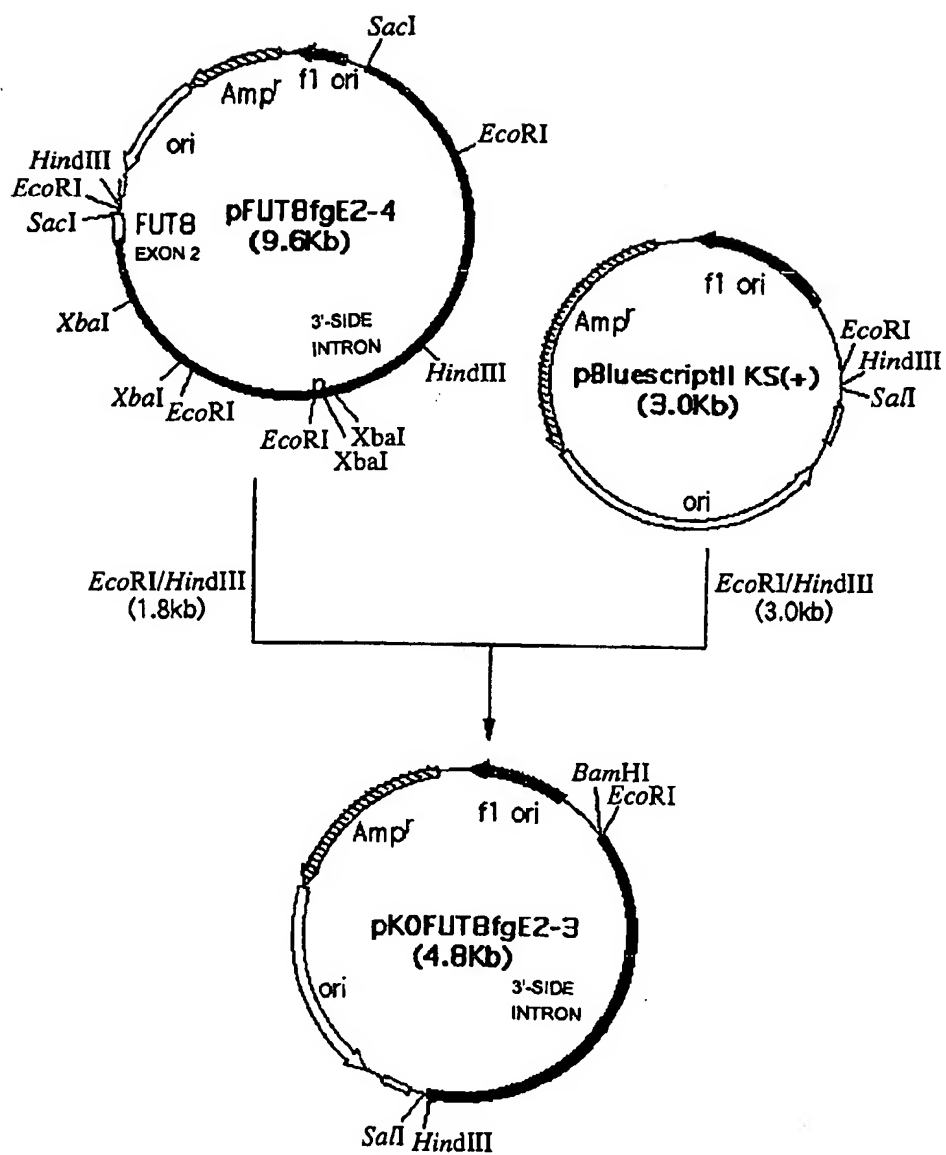 SacI
f1 ori
Ampr
ori
EcoRI
HindIII
EcoRI
SacI
FUT8
EXON 2
pFUT8fgE2-4
(9.6Kb)
XbaI
3'-SIDE
INTRON
HindIII
XbaI
EcoRI
EcoRI
XbaI
XbaI
f1 ori
Ampr
EcoRI
HindIII
SalI
pBluescriptII KS(+)
(3.0Kb)
ori
EcoRI/HindIII
(1.8kb)
EcoRI/HindIII
(3.0kb)
BamHI
EcoRI
f1 ori
Ampr
pKOFUT8fgE2-3
(4.8Kb)
3'-SIDE
INTRON
ori
SalI
HindIII